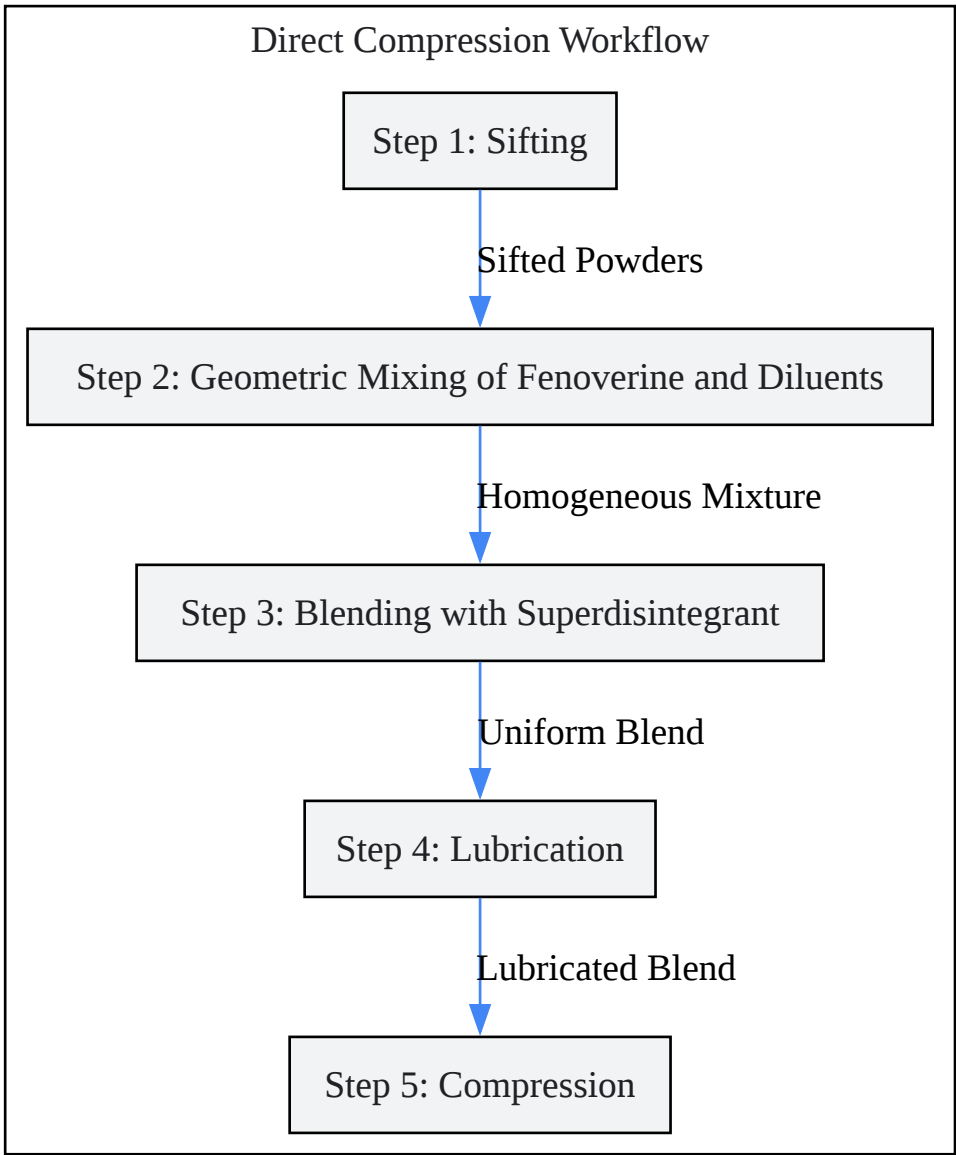 Direct Compression Workflow
Step 1: Sifting
Sifted Powders
Step 2: Geometric Mixing of Fenoverine and Diluents
Homogeneous Mixture
Step 3: Blending with Superdisintegrant
Uniform Blend
Step 4: Lubrication
Lubricated Blend
Step 5: Compression